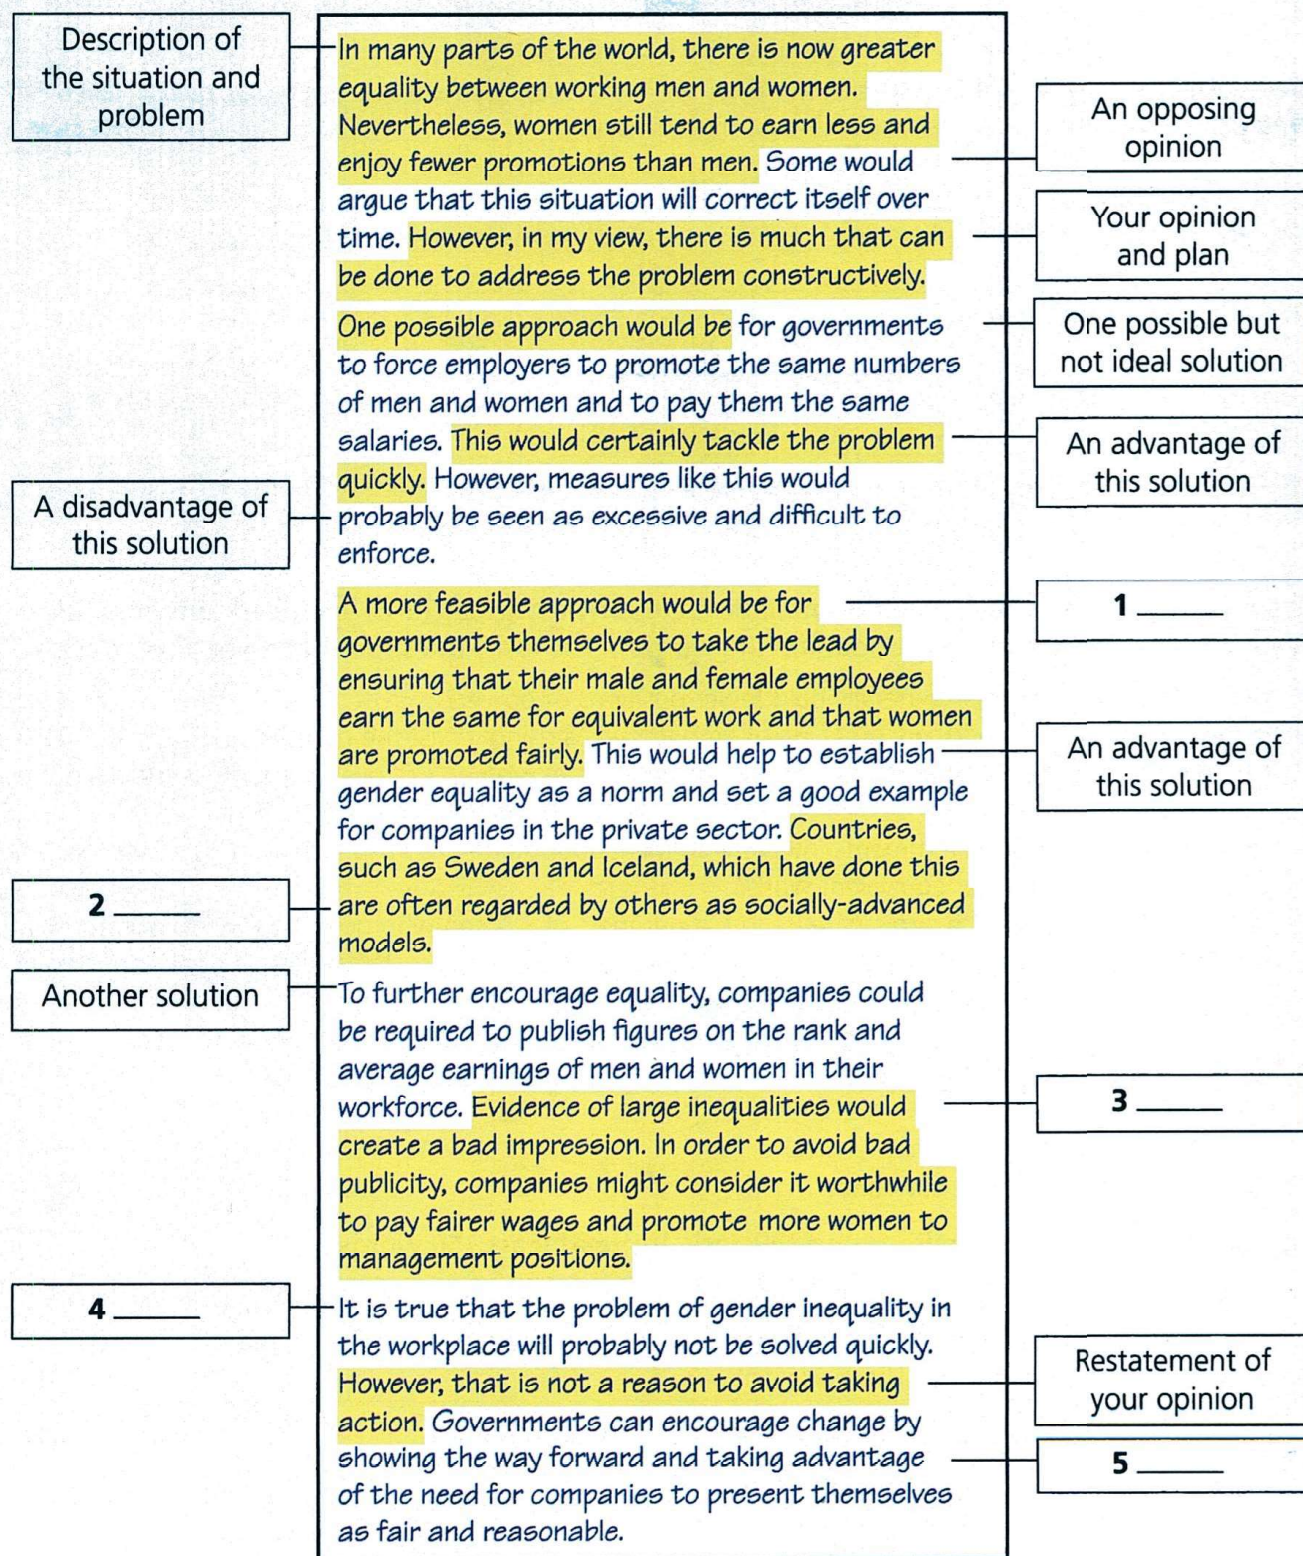 Description of
the situation and
problem
In many parts of the world, there is now greater
equality between working men and women.
Nevertheless, women still tend to earn less and
enjoy fewer promotions than men. Some would
argue that this situation will correct itself over
time. However, in my view, there is much that can
be done to address the problem constructively.
An opposing
opinion
Your opinion
and plan
One possible approach would be for governments
to force employers to promote the same numbers
of men and women and to pay them the same
salaries. This would certainly tackle the problem
quickly. However, measures like this would
probably be seen as excessive and difficult to
enforce.
One possible but
not ideal solution
An advantage of
this solution
A disadvantage of
this solution
A more feasible approach would be for
governments themselves to take the lead by
ensuring that their male and female employees
earn the same for equivalent work and that women
are promoted fairly. This would help to establish
gender equality as a norm and set a good example
for companies in the private sector. Countries,
such as Sweden and Iceland, which have done this
are often regarded by others as socially-advanced
models.
1 ______
An advantage of
this solution
2 ______
Another solution
To further encourage equality, companies could
be required to publish figures on the rank and
average earnings of men and women in their
workforce. Evidence of large inequalities would
create a bad impression. In order to avoid bad
publicity, companies might consider it worthwhile
to pay fairer wages and promote more women to
management positions.
3 ______
4 ______
It is true that the problem of gender inequality in
the workplace will probably not be solved quickly.
However, that is not a reason to avoid taking
action. Governments can encourage change by
showing the way forward and taking advantage
of the need for companies to present themselves
as fair and reasonable.
Restatement of
your opinion
5 ______